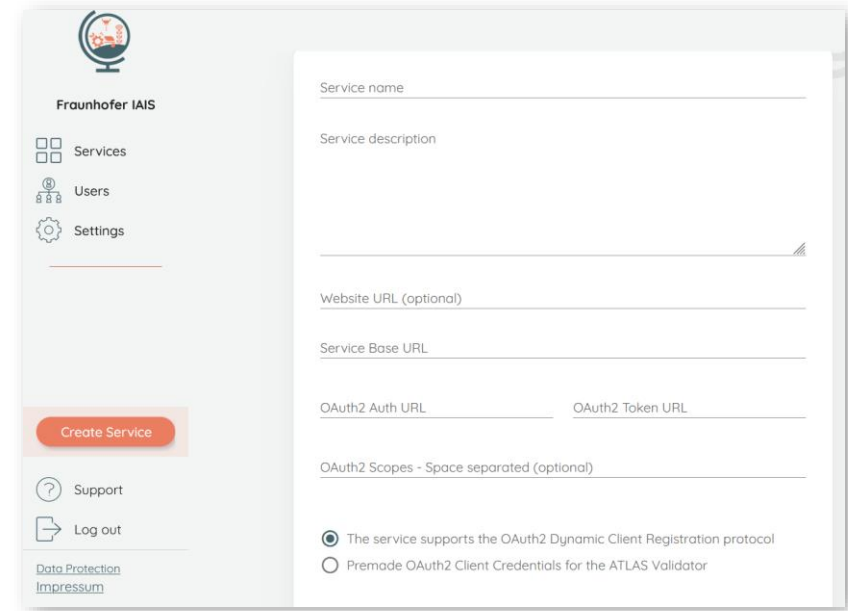 Fraunhofer IAIS
Services
Users
Settings
Create Service
Support
Log out
Data Protection
Impressum
Service name
Service description
Website URL (optional)
Service Base URL
OAuth2 Auth URL
OAuth2 Token URL
OAuth2 Scopes - Space separated (optional)
The service supports the OAuth2 Dynamic Client Registration protocol
Premade OAuth2 Client Credentials for the ATLAS Validator